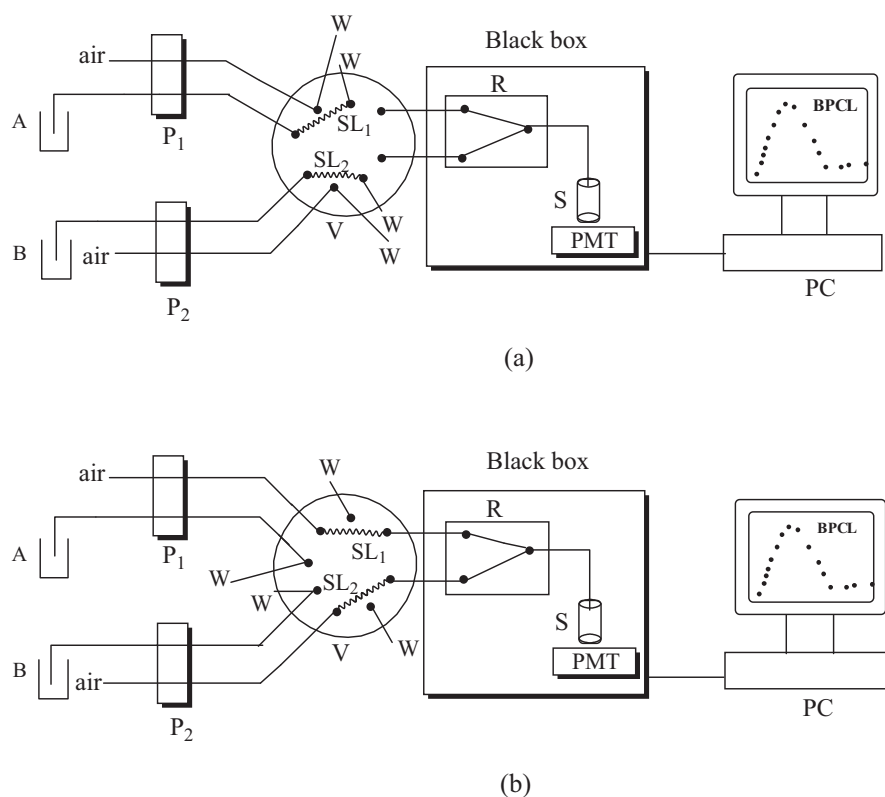 Black box
W
air
W
R
BPCL
A
SL1
P1
SL2
S
W
PMT
B
V
W
air
PC
P2
(a)
Black box
W
air
R
BPCL
A
SL1
P1
W
SL2
W
S
B
V
W
PMT
air
PC
P2
(b)